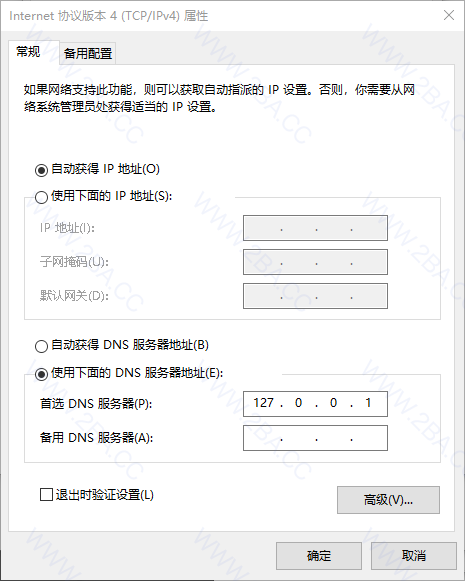 Internet 协议版本 4 (TCP/IPv4) 属性
常规
备用配置
如果网络支持此功能，则可以获取自动指派的 IP 设置。否则，你需要从网
络系统管理员处获得适当的 IP 设置。
自动获得 IP 地址(O)
使用下面的 IP 地址(S):
IP 地址(I):
子网掩码(U):
默认网关(D):
自动获得 DNS 服务器地址(B)
使用下面的 DNS 服务器地址(E):
首选 DNS 服务器(P): 127 . 0 . 0 . 1
备用 DNS 服务器(A):
退出时验证设置(L)
高级(V)...
确定 取消
WWW.2BA.CC